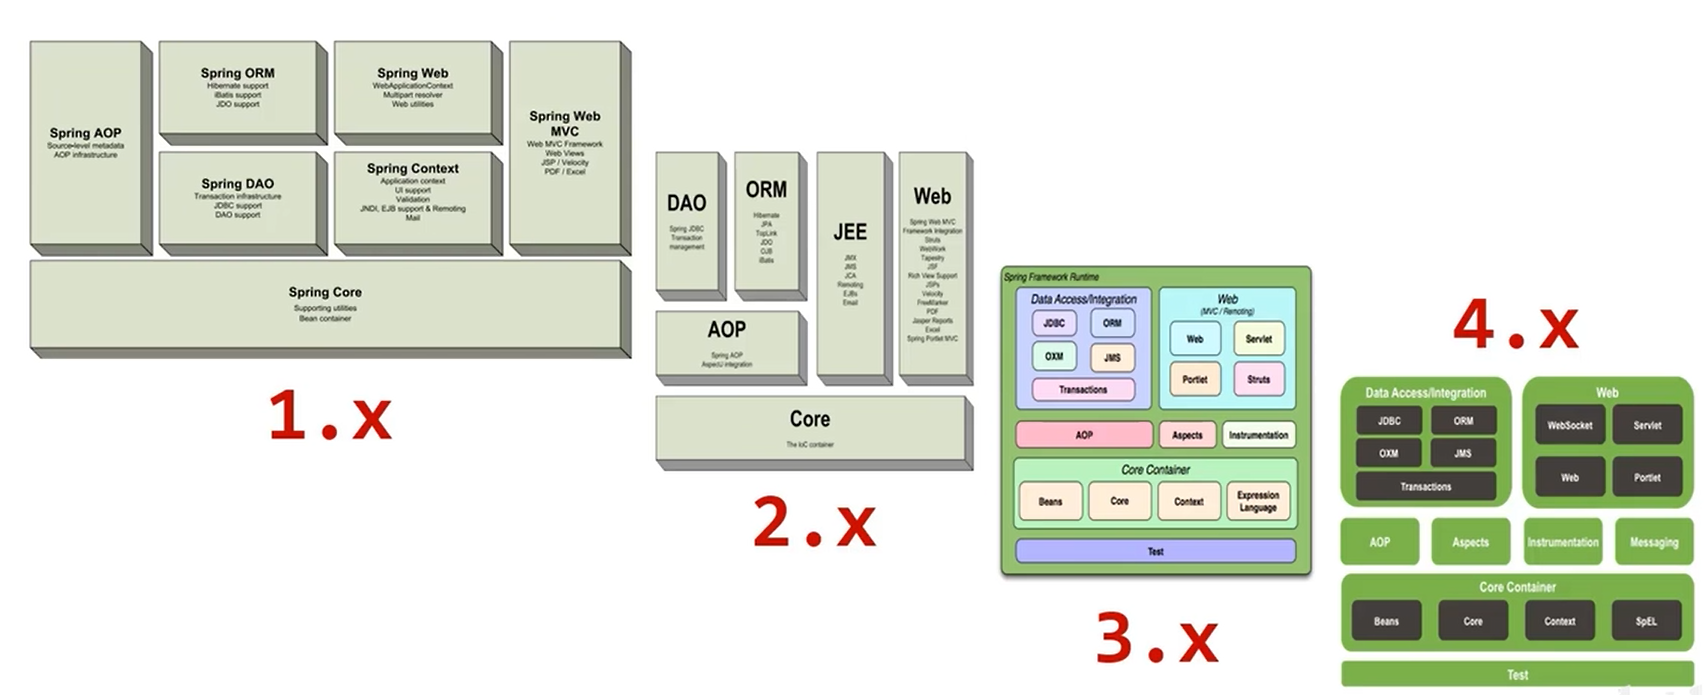 Spring AOP
Source-level metadata
AOP infrastructure
Spring ORM
Hibernate support
iBatis support
JDO support
Spring Web
WebApplicationContext
Multipart resolver
Web utilities
Spring Web
MVC
Web MVC Framework
Web Views
JSP / Velocity
PDF / Excel
Spring DAO
Transaction infrastructure
JDBC support
DAO support
Spring Context
Application context
UI support
Validation
JNDI, EJB support & Remoting
Mail
Spring Core
Supporting utilities
Bean container
1.x
DAO
Spring JDBC
Transaction
management
ORM
Hibernate
JPA
TopLink
JDO
OJB
iBatis
JEE
JMX
JMS
JCA
Remoting
EJBs
Email
Web
Spring Web MVC
Framework Integration
Struts
WebWork
Tapestry
JSF
Rich View Support
JSPs
Velocity
FreeMarker
PDF
Jasper Reports
Excel
Spring Portlet MVC
AOP
Spring AOP
AspectJ integration
Core
The IoC container
2.x
Spring Framework Runtime
Data Access/Integration
JDBC
ORM
OXM
JMS
Transactions
Web
(MVC / Remoting)
Web
Servlet
Portlet
Struts
AOP
Aspects
Instrumentation
Core Container
Beans
Core
Context
Expression
Language
Test
3.x
4.x
Data Access/Integration
JDBC
ORM
OXM
JMS
Transactions
Web
WebSocket
Servlet
Web
Portlet
AOP
Aspects
Instrumentation
Messaging
Core Container
Beans
Core
Context
SpEL
Test